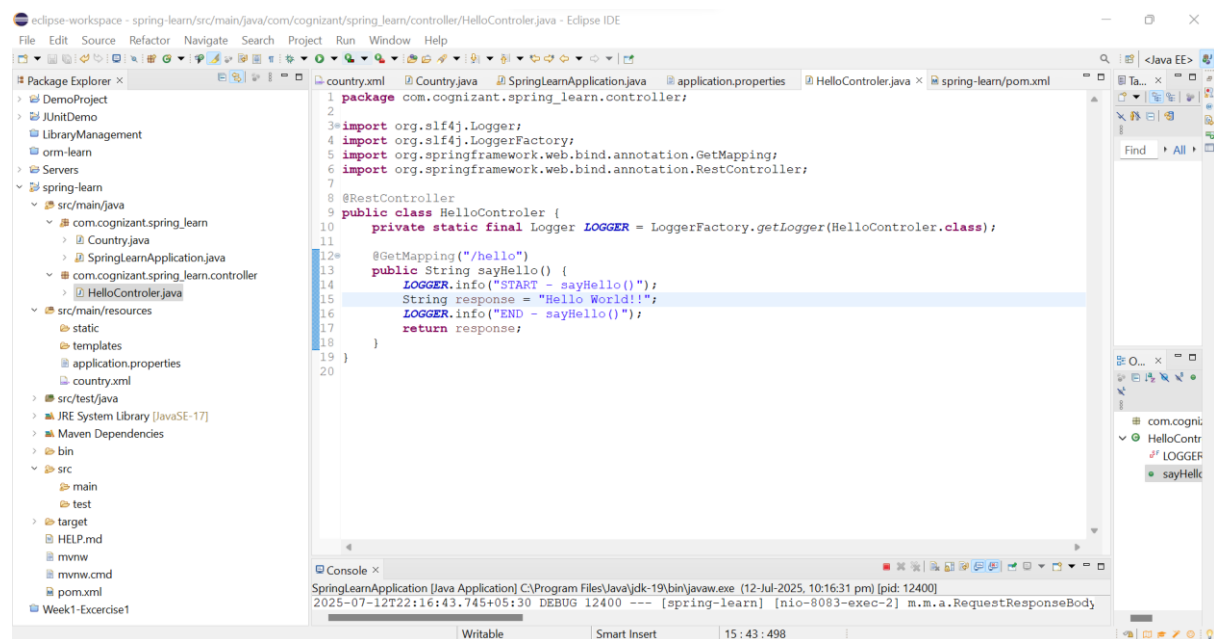 eclipse-workspace - spring-learn/src/main/java/com/cognizant/spring_learn/controller/HelloControler.java - Eclipse IDE
File Edit Source Refactor Navigate Search Project Run Window Help
<Java EE>
Package Explorer
DemoProject
JUnitDemo
LibraryManagement
orm-learn
Servers
spring-learn
src/main/java
com.cognizant.spring_learn
Country.java
SpringLearnApplication.java
com.cognizant.spring_learn.controller
HelloControler.java
src/main/resources
static
templates
application.properties
country.xml
src/test/java
JRE System Library [JavaSE-17]
Maven Dependencies
bin
src
main
test
target
HELP.md
mvnw
mvnw.cmd
pom.xml
Week1-Excercise1
country.xml Country.java SpringLearnApplication.java application.properties HelloControler.java spring-learn/pom.xml
1 package com.cognizant.spring_learn.controller;
2
3 import org.slf4j.Logger;
4 import org.slf4j.LoggerFactory;
5 import org.springframework.web.bind.annotation.GetMapping;
6 import org.springframework.web.bind.annotation.RestController;
7
8 @RestController
9 public class HelloControler {
10 private static final Logger LOGGER = LoggerFactory.getLogger(HelloControler.class);
11
12 @GetMapping("/hello")
13 public String sayHello() {
14 LOGGER.info("START - sayHello()");
15 String response = "Hello World!!";
16 LOGGER.info("END - sayHello()");
17 return response;
18 }
19 }
20
Console
SpringLearnApplication [Java Application] C:\Program Files\Java\jdk-19\bin\javaw.exe (12-Jul-2025, 10:16:31 pm) [pid: 12400]
2025-07-12T22:16:43.745+05:30 DEBUG 12400 --- [spring-learn] [nio-8083-exec-2] m.m.a.RequestResponseBody
Ta...
Find All
O...
com.cogniz
HelloContr
LOGGER
sayHello
Writable Smart Insert 15 : 43 : 498